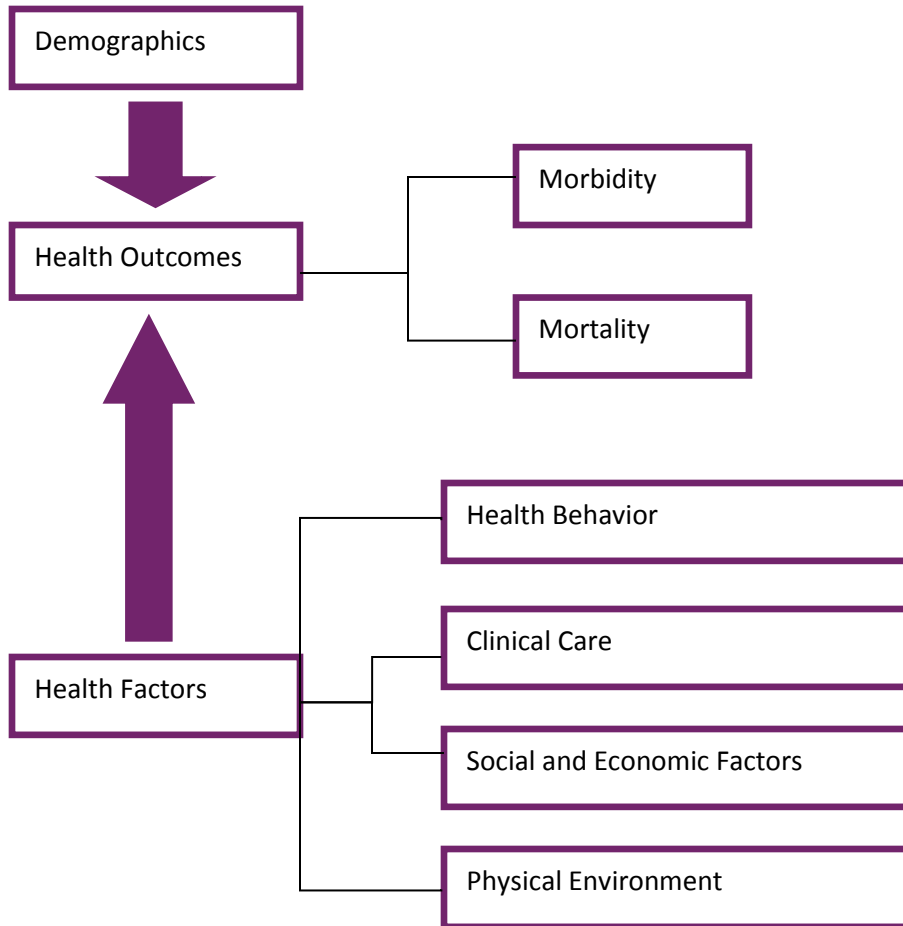 Demographics
Morbidity
Health Outcomes
Mortality
Health Behavior
Clinical Care
Health Factors
Social and Economic Factors
Physical Environment